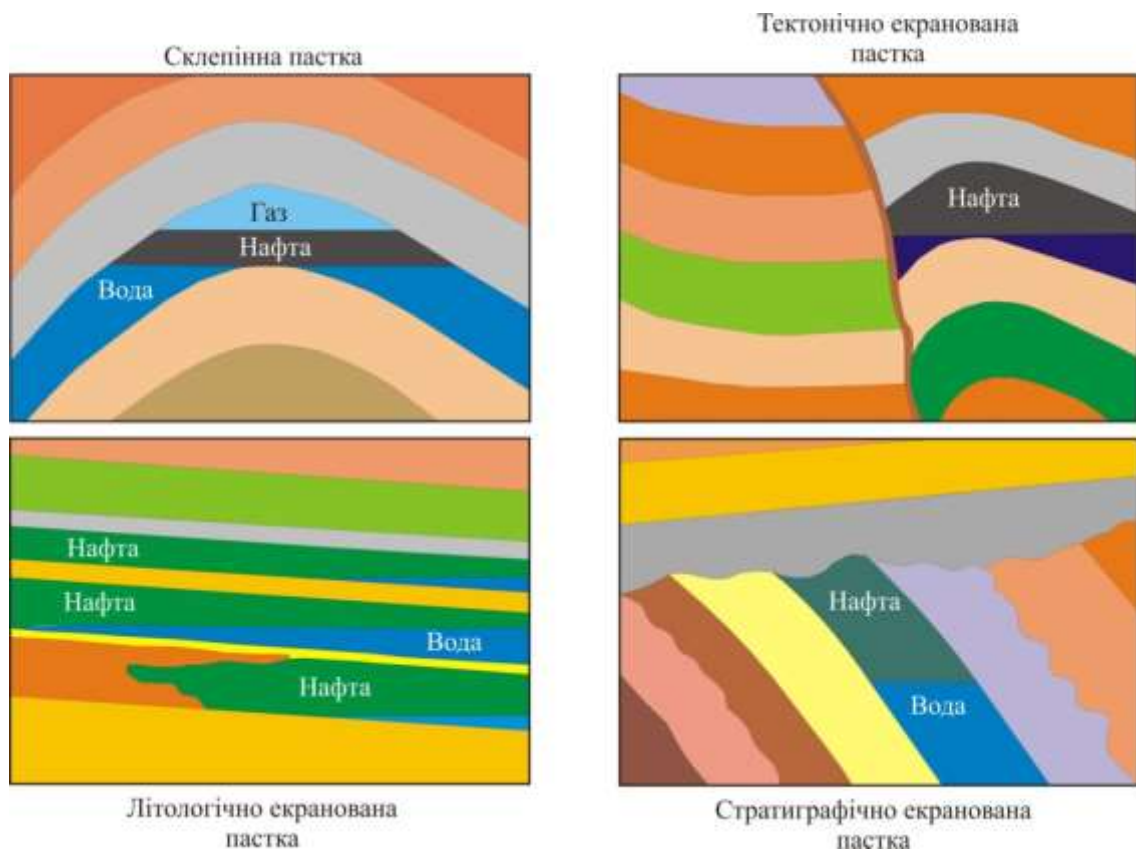 Склепінна пастка
Газ
Нафта
Вода
Тектонічно екранована
пастка
Нафта
Нафта
Нафта
Вода
Нафта
Літологічно екранована
пастка
Нафта
Вода
Стратиграфічно екранована
пастка